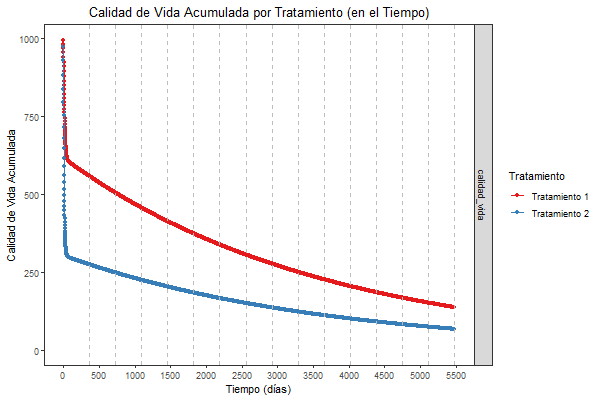 Calidad de Vida Acumulada por Tratamiento (en el Tiempo)
Calidad de Vida Acumulada
1000
750
500
250
0
0 500 1000 1500 2000 2500 3000 3500 4000 4500 5000 5500
Tiempo (días)
calidad_vida
Tratamiento
Tratamiento 1
Tratamiento 2